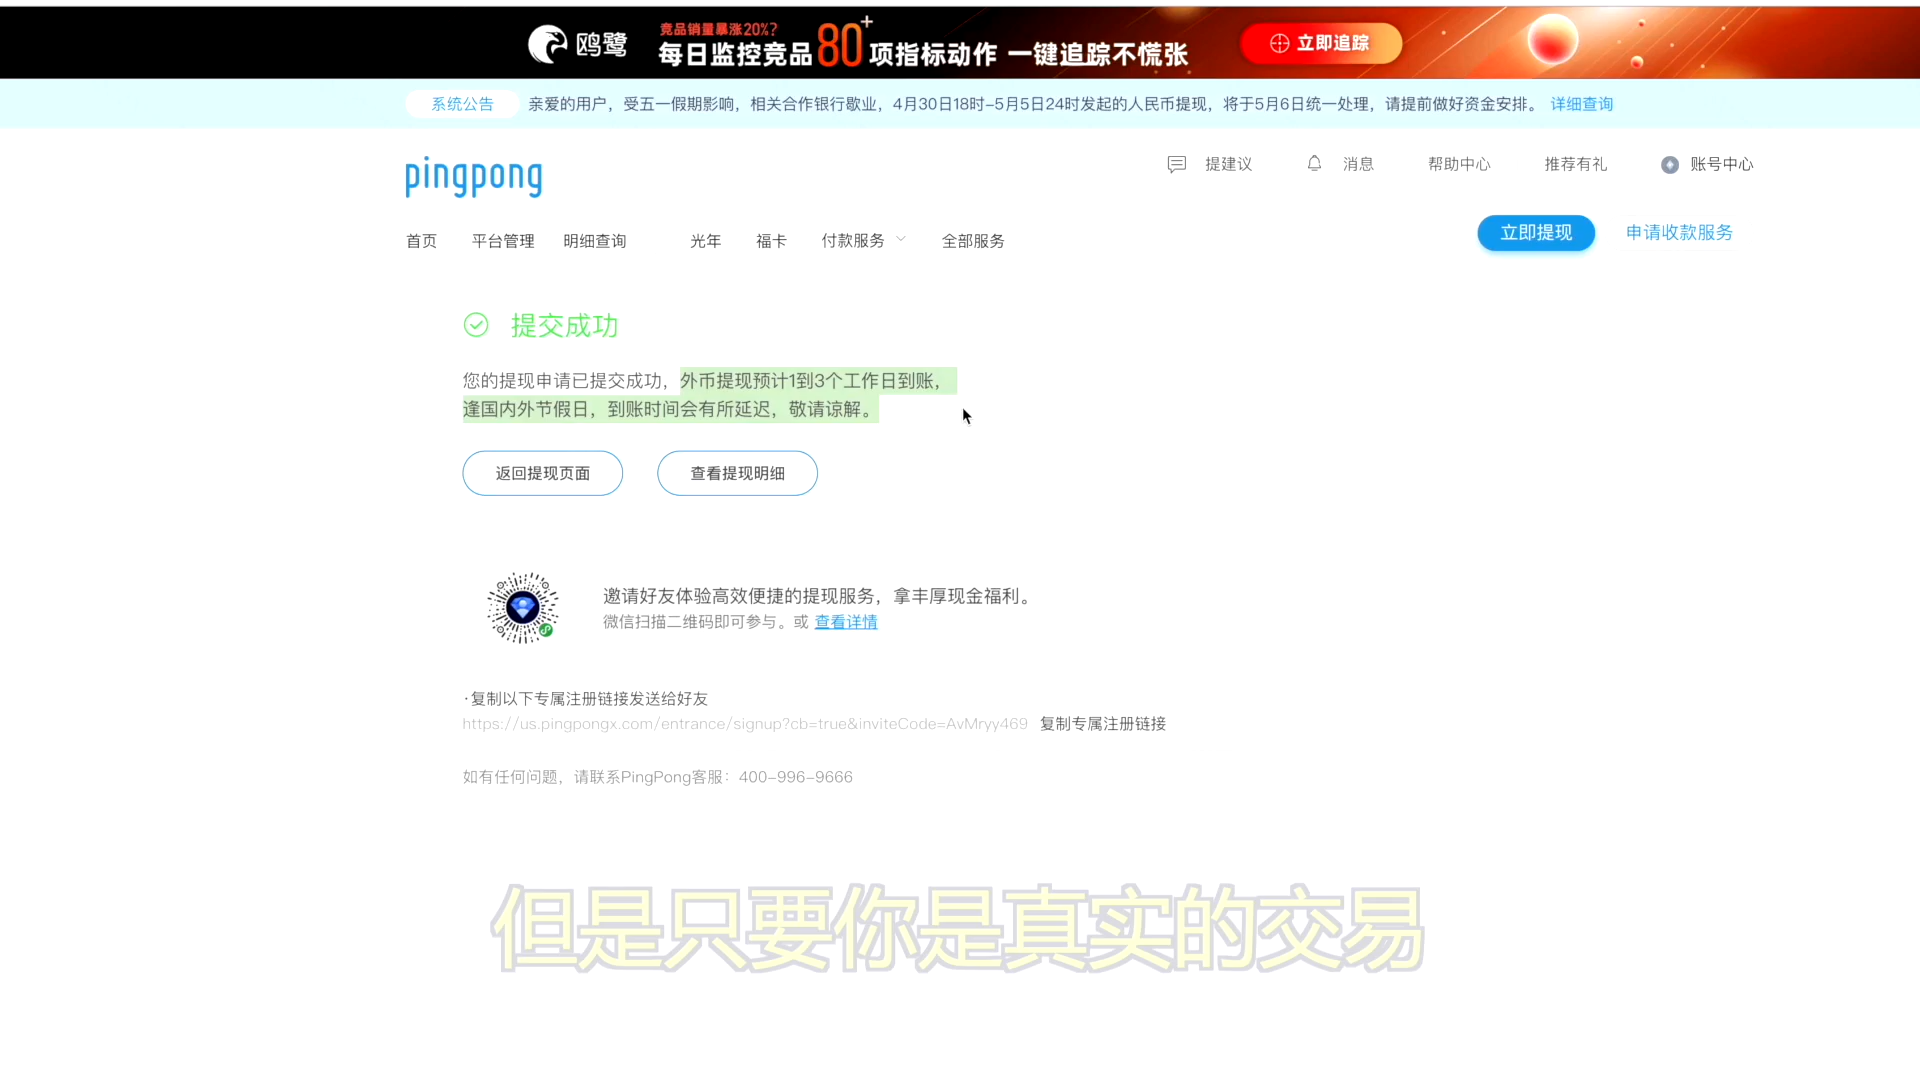 鸥鹭
竞品销量暴涨20%?
每日监控竞品80+项指标动作 一键追踪不慌张
立即追踪
系统公告 亲爱的用户，受五一假期影响，相关合作银行歇业，4月30日18时-5月5日24时发起的人民币提现，将于5月6日统一处理，请提前做好资金安排。 详细查询
pingpong
提建议 消息 帮助中心 推荐有礼 账号中心
首页 平台管理 明细查询 光年 福卡 付款服务 全部服务
立即提现 申请收款服务
提交成功
您的提现申请已提交成功，外币提现预计1到3个工作日到账，
逢国内外节假日，到账时间会有所延迟，敬请谅解。
返回提现页面 查看提现明细
邀请好友体验高效便捷的提现服务，拿丰厚现金福利。
微信扫描二维码即可参与。或 查看详情
·复制以下专属注册链接发送给好友
https://us.pingpongx.com/entrance/signup?cb=true&inviteCode=AvMryy469 复制专属注册链接
如有任何问题，请联系PingPong客服：400-996-9666
但是只要你是真实的交易